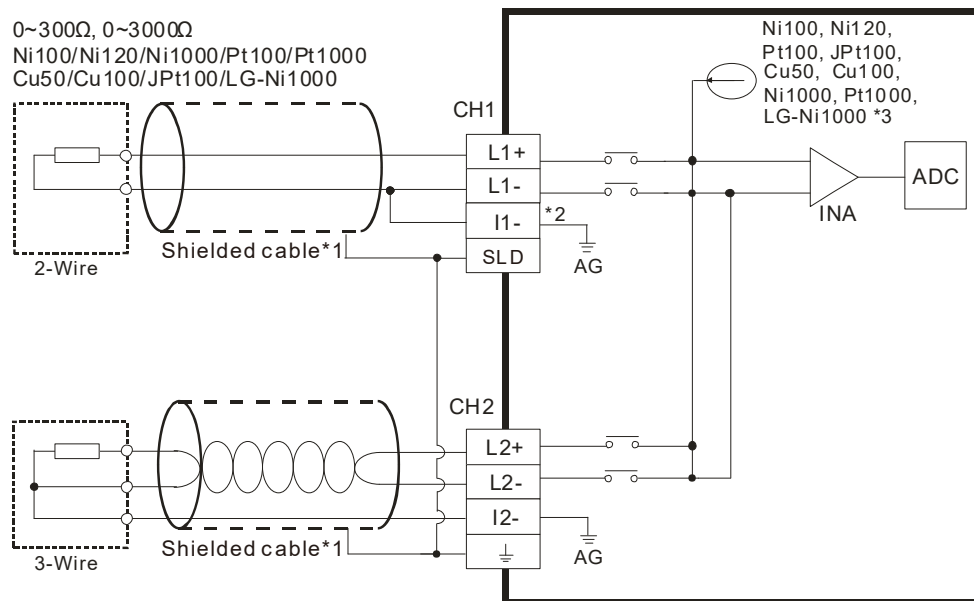 0~300Ω, 0~3000Ω
Ni100/Ni120/Ni1000/Pt100/Pt1000
Cu50/Cu100/JPt100/LG-Ni1000
2-Wire
Shielded cable*1
CH1
L1+
L1-
I1-
SLD
*2
AG
Ni100, Ni120,
Pt100, JPt100,
Cu50, Cu100,
Ni1000, Pt1000,
LG-Ni1000 *3
INA
ADC
3-Wire
Shielded cable*1
CH2
L2+
L2-
I2-
AG